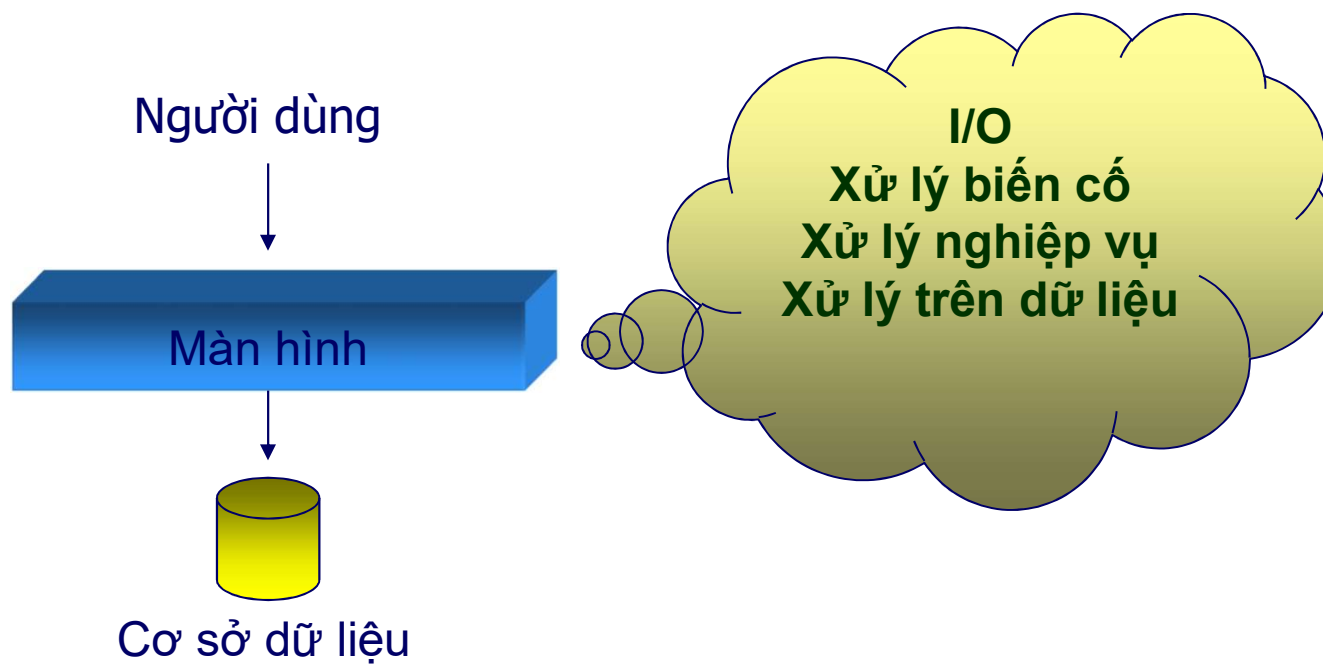 Người dùng
Màn hình
Cơ sở dữ liệu
I/O
Xử lý biến cố
Xử lý nghiệp vụ
Xử lý trên dữ liệu